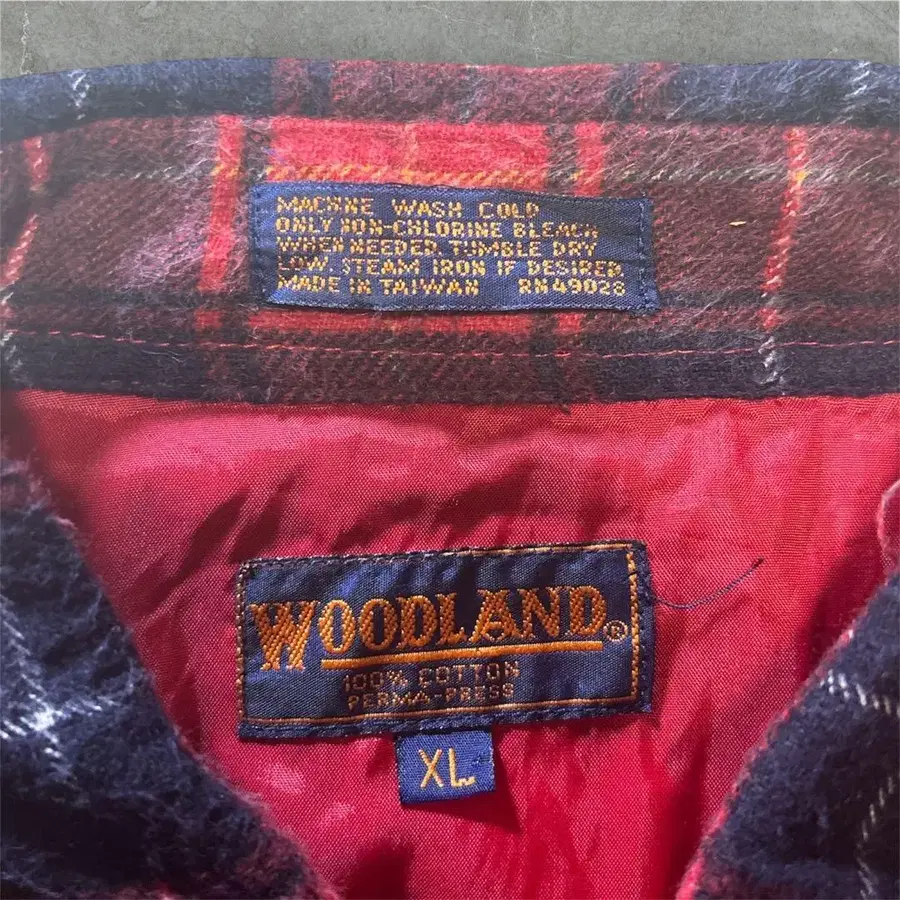 MACHINE WASH COLD
ONLY NON-CHLORINE BLEACH
WHEN NEEDED. TUMBLE DRY
LOW. STEAM IRON IF DESIRED
MADE IN TAIWAN RN49028
WOODLAND®
100% COTTON
PERMA-PRESS
XL